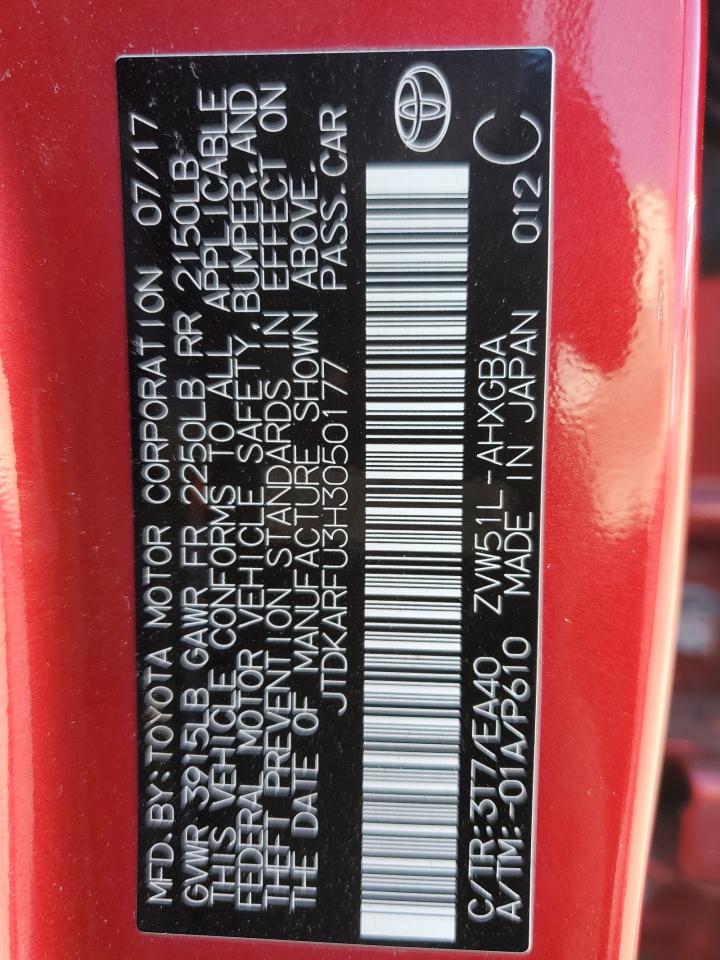 MFD.BY:TOYOTA MOTOR CORPORATION 07/17
GVWR 3915LB GAWR FR 2250LB RR 2150LB
THIS VEHICLE CONFORMS TO ALL APPLICABLE
FEDERAL MOTOR VEHICLE SAFETY,BUMPER,AND
THEFT PREVENTION STANDARDS IN EFFECT ON
THE DATE OF MANUFACTURE SHOWN ABOVE.
JTDKARFU3H3050177 PASS.CAR
C/TR:3T7/EA40 ZVW51L-AHXGBA 012 C
A/TM:-01A/P610 MADE IN JAPAN